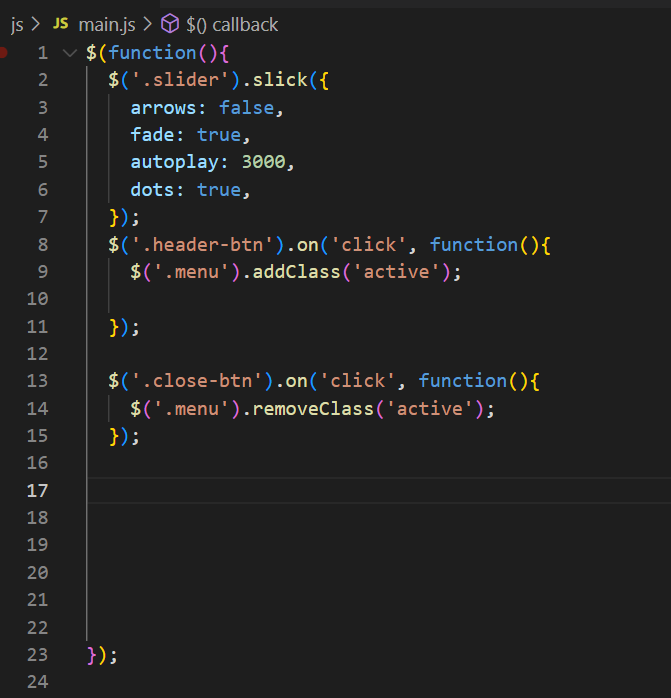 js > JS main.js > $() callback
1 $(function(){
2 $('.slider').slick({
3 arrows: false,
4 fade: true,
5 autoplay: 3000,
6 dots: true,
7 });
8 $('.header-btn').on('click', function(){
9 $('.menu').addClass('active');
10
11 });
12
13 $('.close-btn').on('click', function(){
14 $('.menu').removeClass('active');
15 });
16
17
18
19
20
21
22
23 });
24